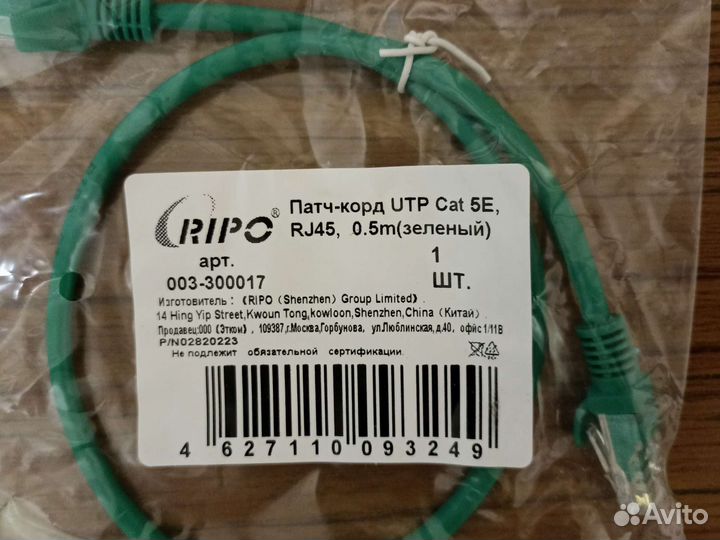 RIPO®
Патч-корд UTP Cat 5E,
RJ45, 0.5m(зеленый)
арт.
003-300017
1
ШТ.
Изготовитель: 《RIPO (Shenzhen) Group Limited》.
14 Hing Yip Street,Kwoun Tong,kowloon,Shenzhen,China (Китай).
Продавец:000 《Этком》, 109387,г.Москва,Горбунова, ул.Люблинская, д.40, офис 1/11В
P/N02820223
Не подлежит обязательной сертификации.
4 627110 093249
Avito